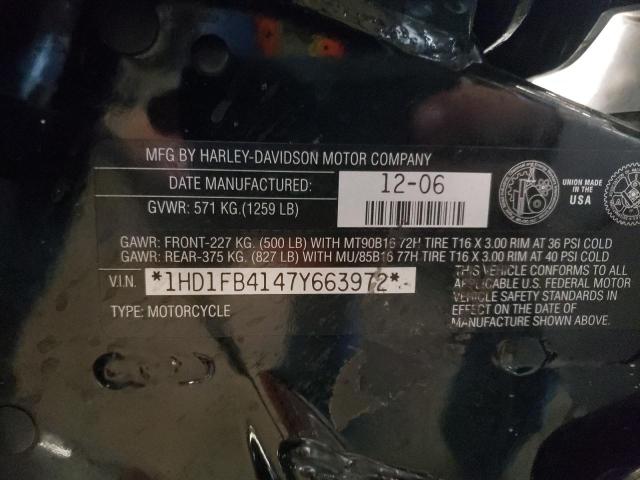 MFG BY HARLEY-DAVIDSON MOTOR COMPANY
DATE MANUFACTURED: 12-06
GVWR: 571 KG.(1259 LB)
UNION MADE IN THE USA
GAWR: FRONT-227 KG. (500 LB) WITH MT90B16 72H TIRE T16 X 3.00 RIM AT 36 PSI COLD
GAWR: REAR-375 KG. (827 LB) WITH MU/85B16 77H TIRE T16 X 3.00 RIM AT 40 PSI COLD
V.I.N. *1HD1FB4147Y663972*
THIS VEHICLE CONFORMS TO ALL
APPLICABLE U.S. FEDERAL MOTOR
VEHICLE SAFETY STANDARDS IN
EFFECT ON THE DATE OF
MANUFACTURE SHOWN ABOVE.
TYPE: MOTORCYCLE